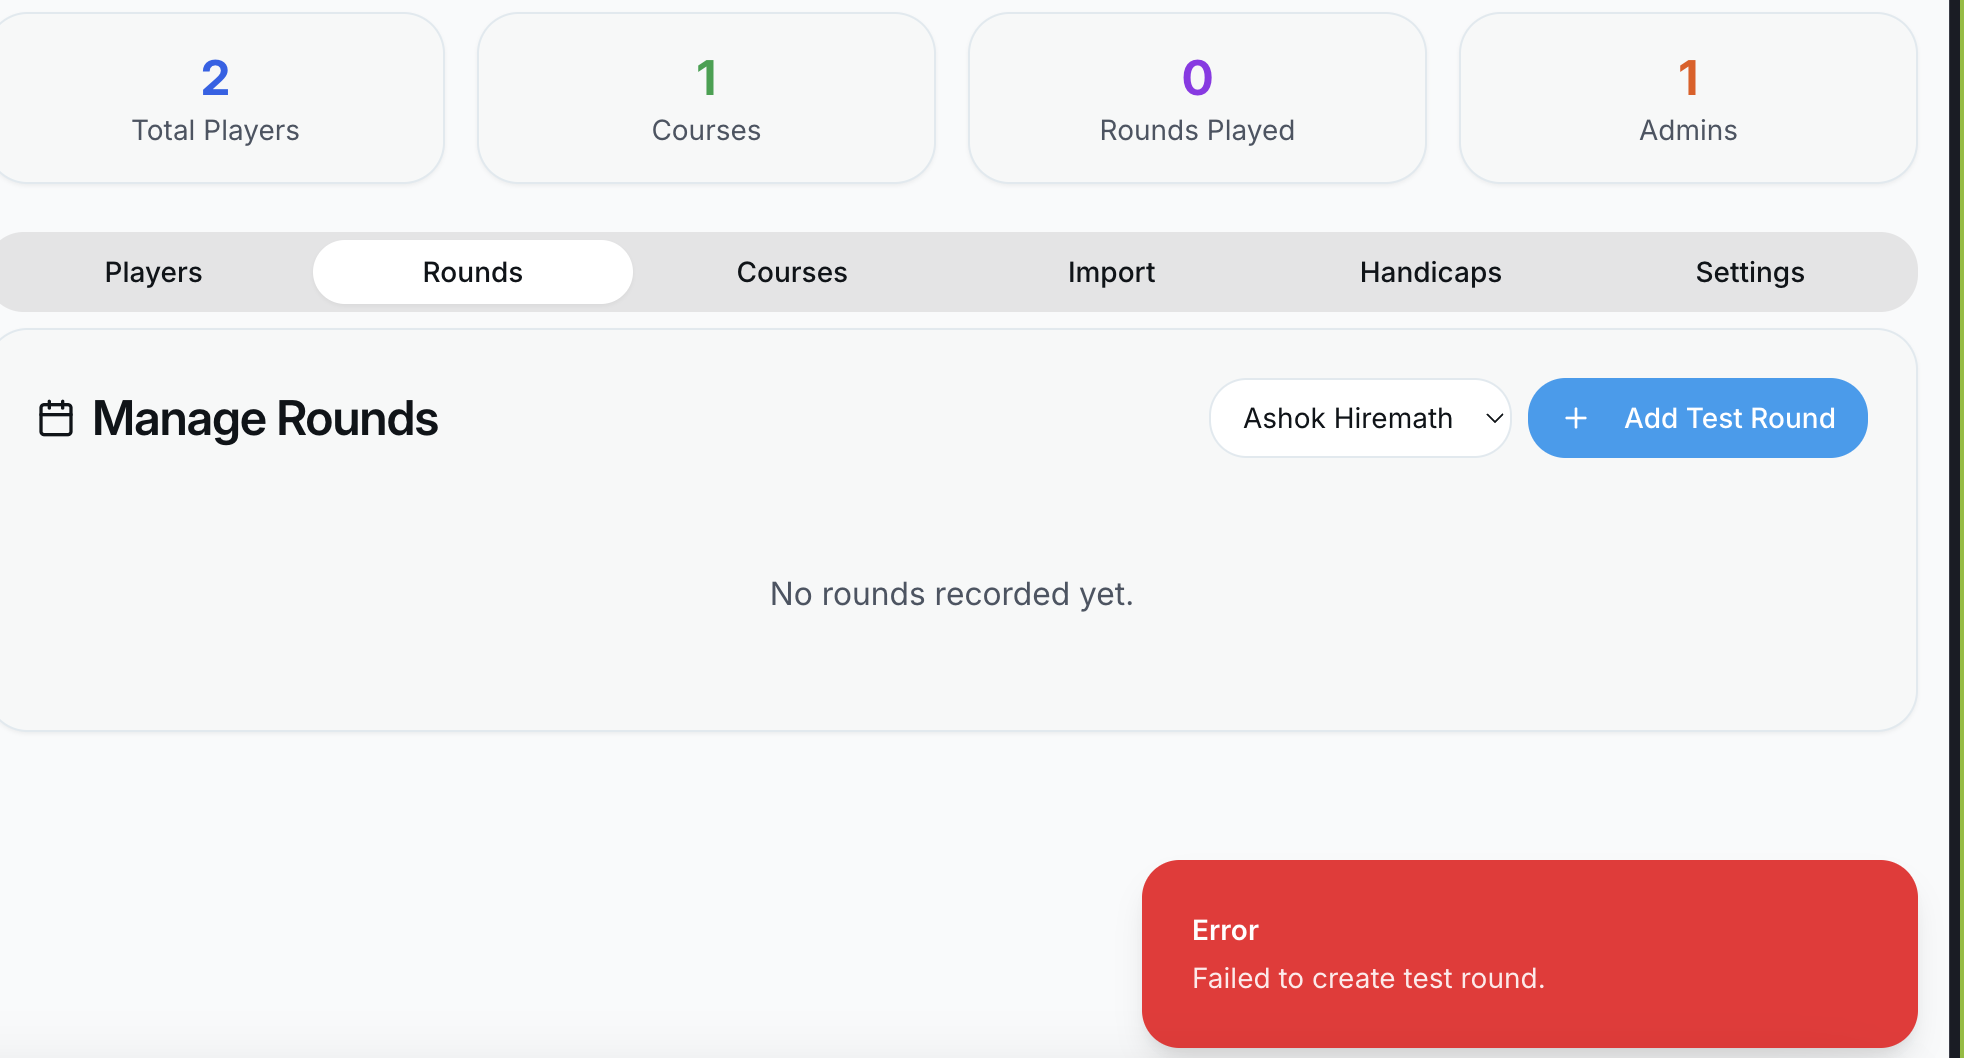 2
Total Players
1
Courses
0
Rounds Played
1
Admins
Players
Rounds
Courses
Import
Handicaps
Settings
Manage Rounds
Ashok Hiremath
Add Test Round
No rounds recorded yet.
Error
Failed to create test round.